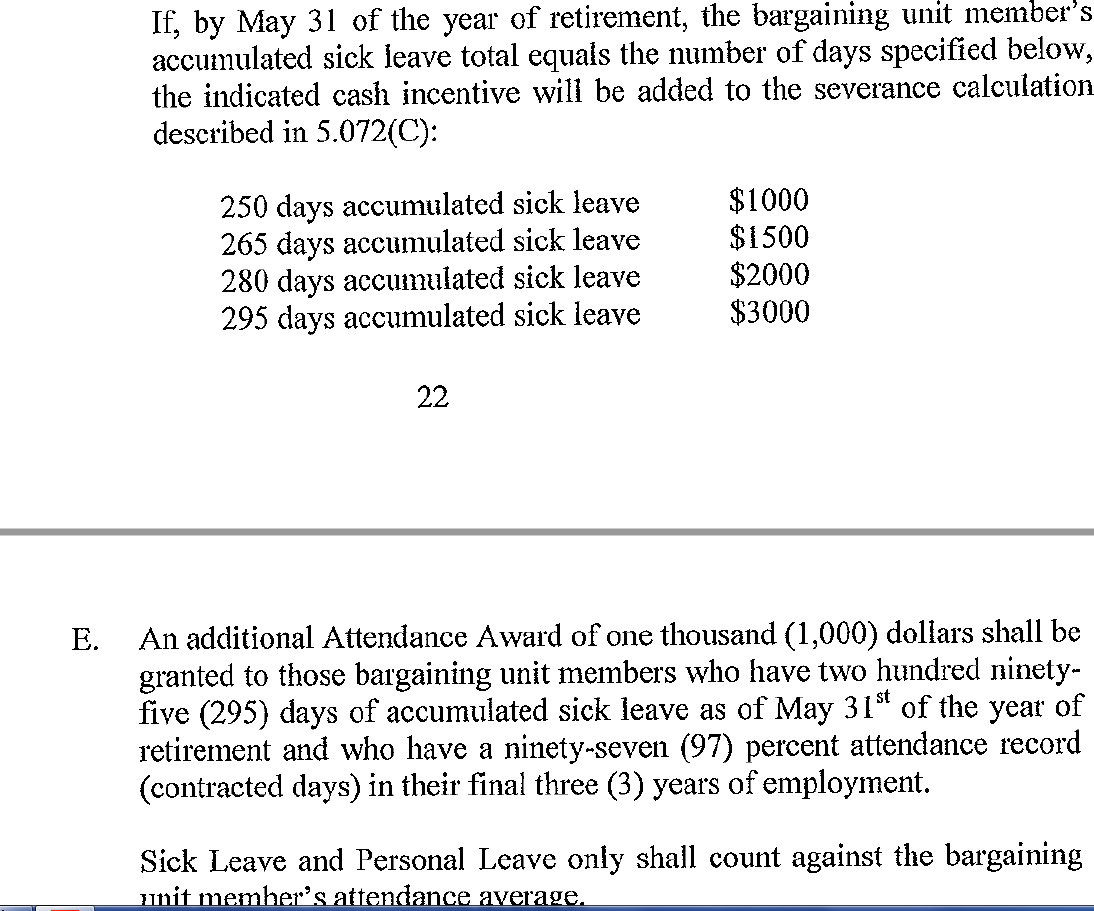 If, by May 31 of the year of retirement, the bargaining unit member's
accumulated sick leave total equals the number of days specified below,
the indicated cash incentive will be added to the severance calculation
described in 5.072(C):
250 days accumulated sick leave $1000
265 days accumulated sick leave $1500
280 days accumulated sick leave $2000
295 days accumulated sick leave $3000
22
E. An additional Attendance Award of one thousand (1,000) dollars shall be
granted to those bargaining unit members who have two hundred ninety-
five (295) days of accumulated sick leave as of May 31st of the year of
retirement and who have a ninety-seven (97) percent attendance record
(contracted days) in their final three (3) years of employment.
Sick Leave and Personal Leave only shall count against the bargaining
unit member's attendance average.